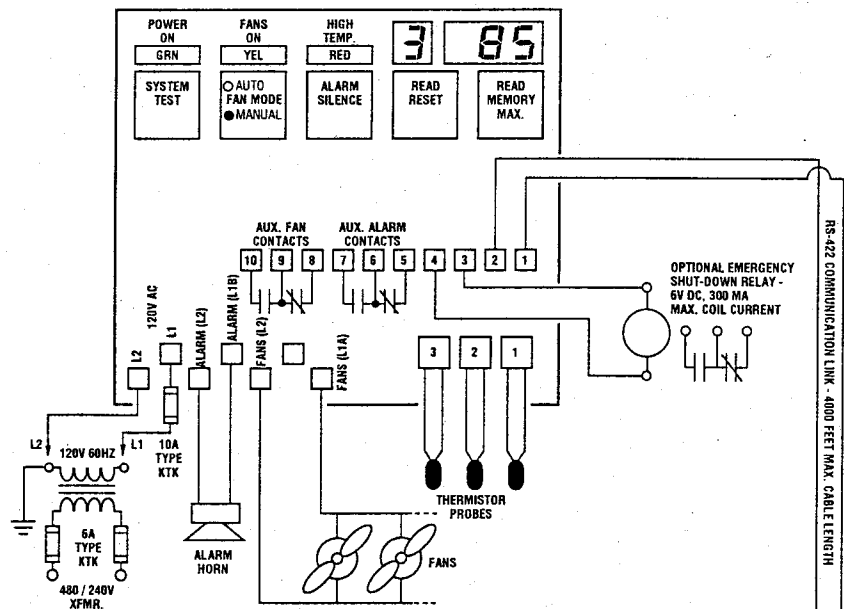 POWER
ON
GRN
FANS
ON
YEL
HIGH
TEMP.
RED
3
85
SYSTEM
TEST
AUTO
FAN MODE
MANUAL
ALARM
SILENCE
READ
RESET
READ
MEMORY
MAX.
AUX. FAN
CONTACTS
AUX. ALARM
CONTACTS
10 9 8 7 6 5 4 3 2 1
OPTIONAL EMERGENCY
SHUT-DOWN RELAY -
6V DC, 300 MA
MAX. COIL CURRENT
RS-422 COMMUNICATION LINK - 4000 FEET MAX. CABLE LENGTH
120V AC
L2
L1
ALARM (L2)
ALARM (L1B)
FANS (L2)
FANS (L1A)
3 2 1
THERMISTOR
PROBES
L2
120V 60HZ
L1
10A
TYPE
KTK
6A
TYPE
KTK
480 / 240V
XFMR.
ALARM
HORN
FANS